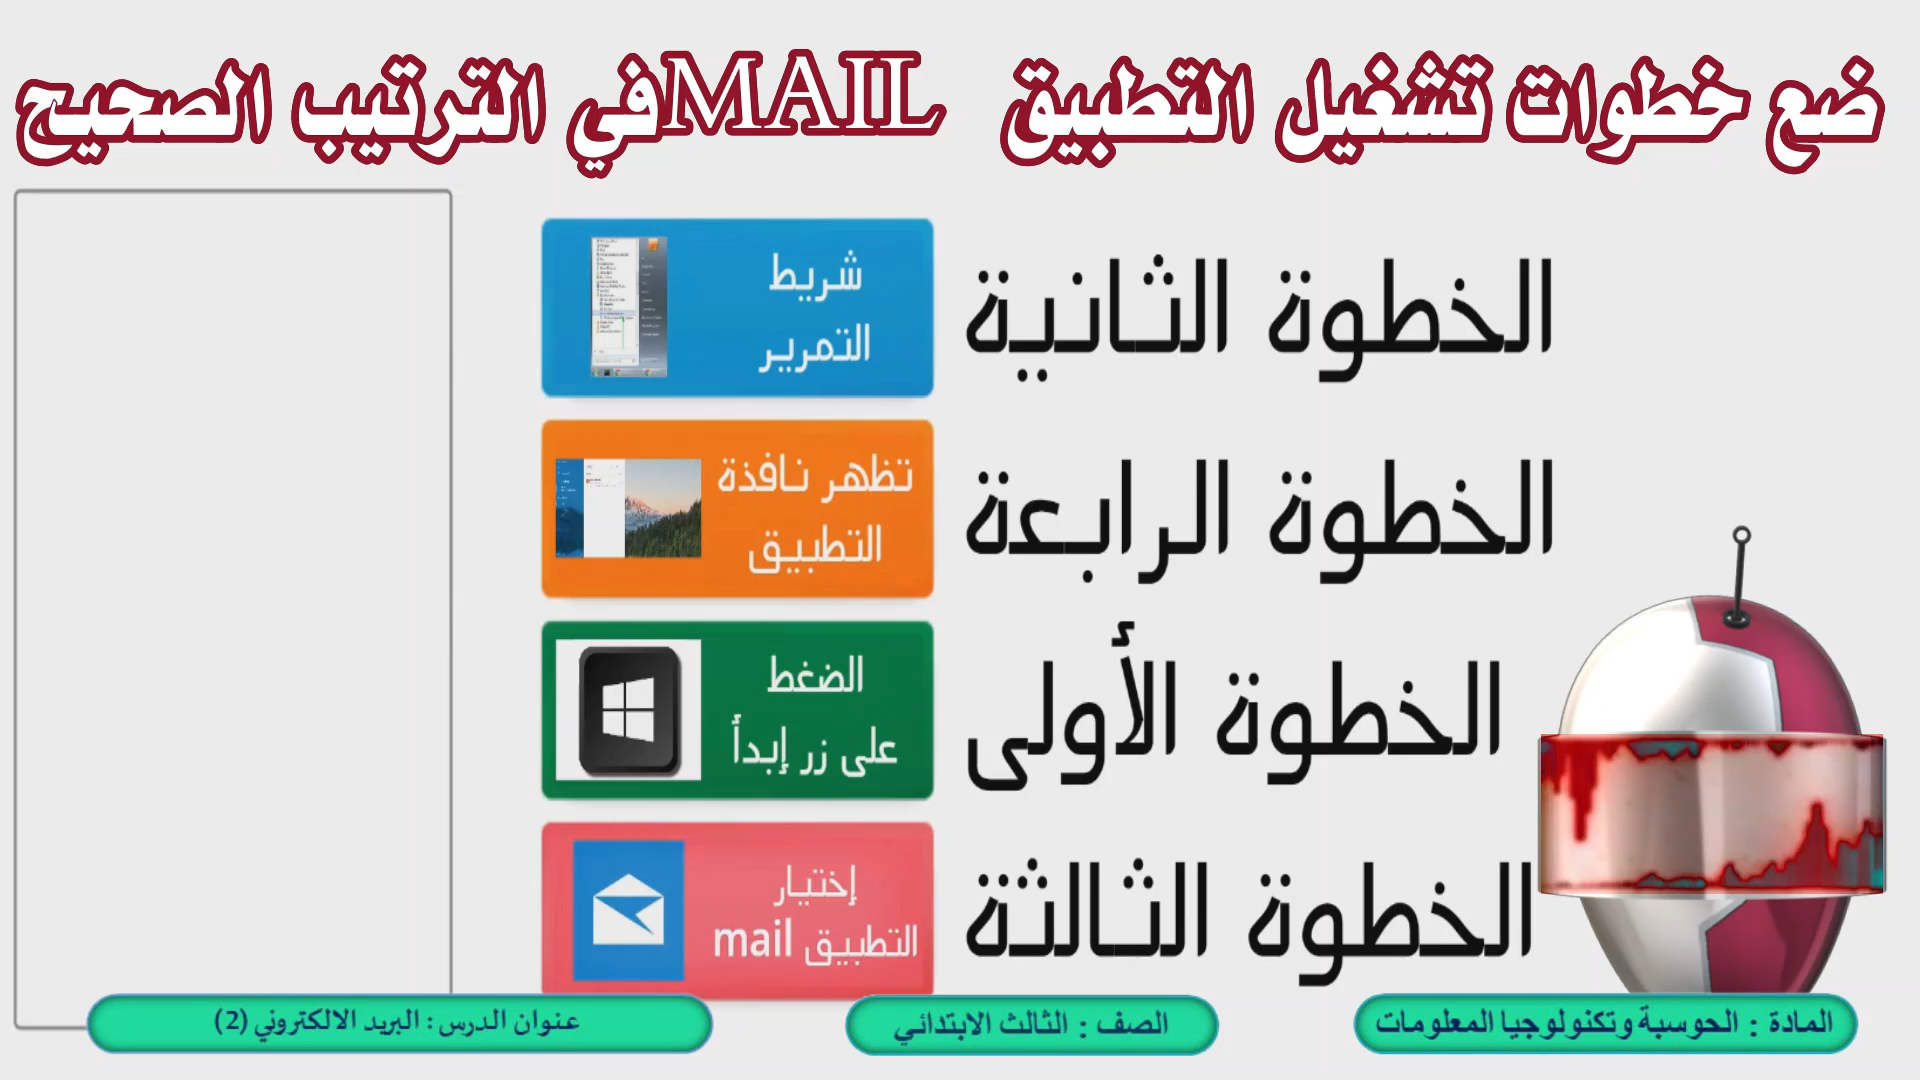 ضع خطوات تشغيل التطبيق MAIL في الترتيب الصحيح
الخطوة الثانية
شريط
التمرير
الخطوة الرابعة
تظهر نافذة
التطبيق
الخطوة الأولى
الضغط
على زر إبدأ
الخطوة الثالثة
إختيار
التطبيق mail
المادة : الحوسبة وتكنولوجيا المعلومات
الصف : الثالث الابتدائي
عنوان الدرس : البريد الالكتروني (2)